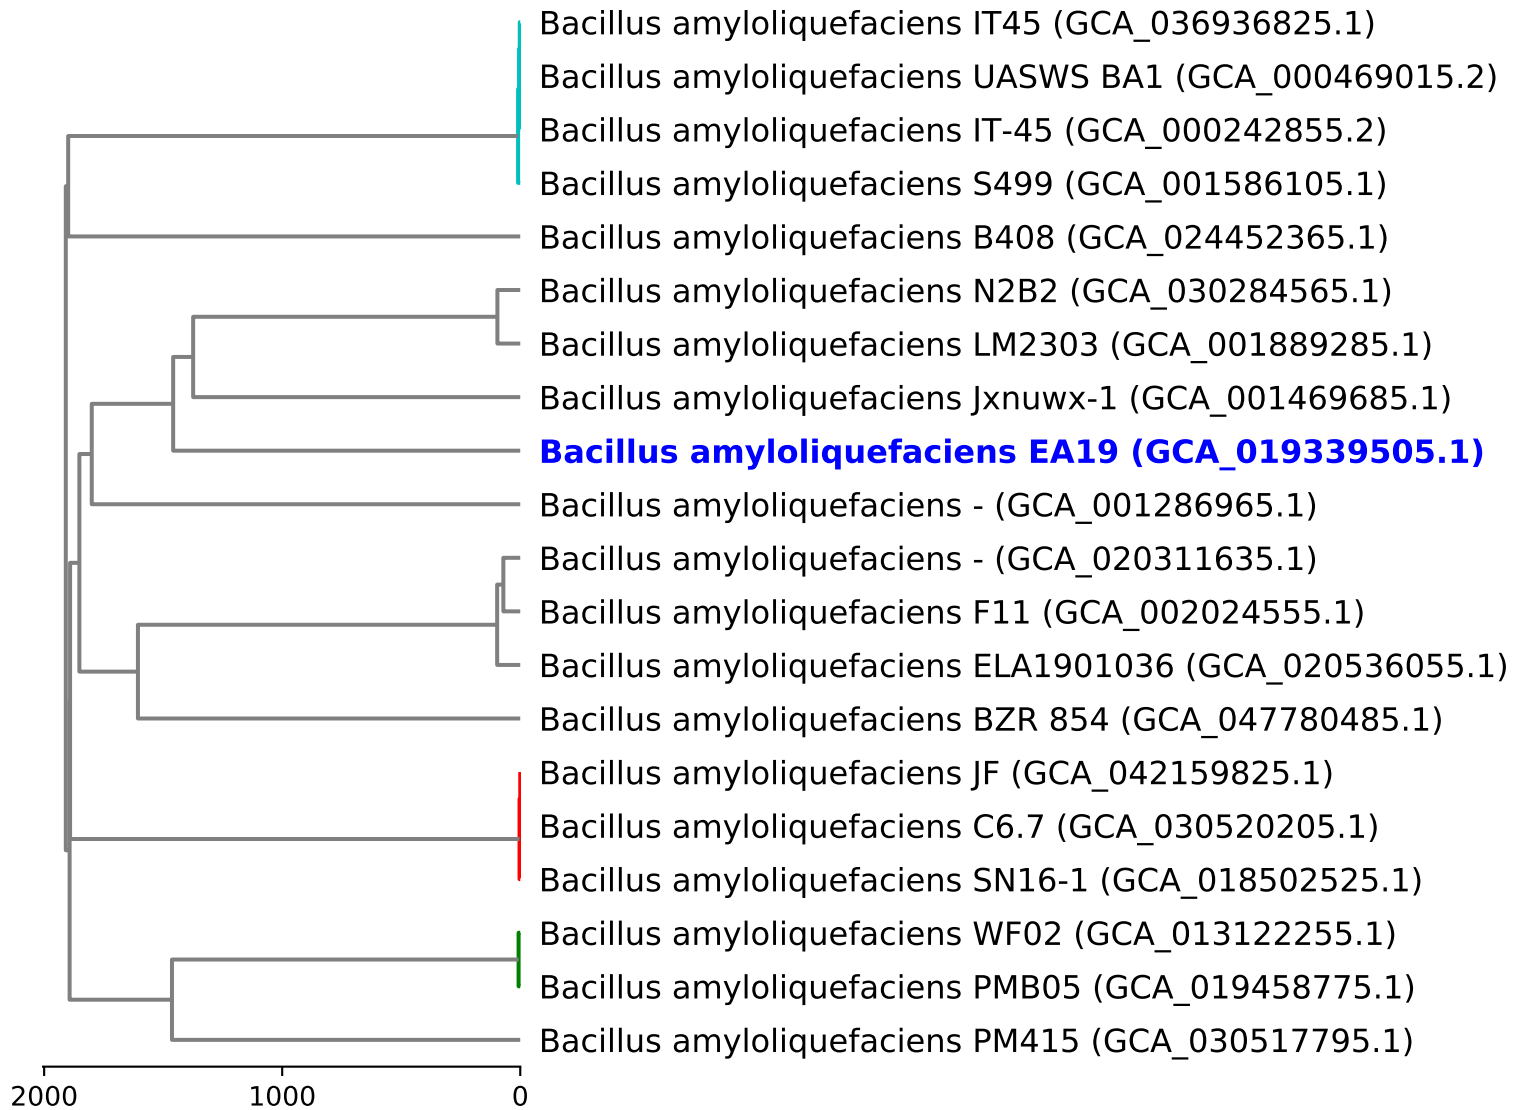 Bacillus amyloliquefaciens IT45 (GCA_036936825.1)
Bacillus amyloliquefaciens UASWS BA1 (GCA_000469015.2)
Bacillus amyloliquefaciens IT-45 (GCA_000242855.2)
Bacillus amyloliquefaciens S499 (GCA_001586105.1)
Bacillus amyloliquefaciens B408 (GCA_024452365.1)
Bacillus amyloliquefaciens N2B2 (GCA_030284565.1)
Bacillus amyloliquefaciens LM2303 (GCA_001889285.1)
Bacillus amyloliquefaciens Jxnuwx-1 (GCA_001469685.1)
Bacillus amyloliquefaciens EA19 (GCA_019339505.1)
Bacillus amyloliquefaciens - (GCA_001286965.1)
Bacillus amyloliquefaciens - (GCA_020311635.1)
Bacillus amyloliquefaciens F11 (GCA_002024555.1)
Bacillus amyloliquefaciens ELA1901036 (GCA_020536055.1)
Bacillus amyloliquefaciens BZR 854 (GCA_047780485.1)
Bacillus amyloliquefaciens JF (GCA_042159825.1)
Bacillus amyloliquefaciens C6.7 (GCA_030520205.1)
Bacillus amyloliquefaciens SN16-1 (GCA_018502525.1)
Bacillus amyloliquefaciens WF02 (GCA_013122255.1)
Bacillus amyloliquefaciens PMB05 (GCA_019458775.1)
Bacillus amyloliquefaciens PM415 (GCA_030517795.1)
2000 1000 0